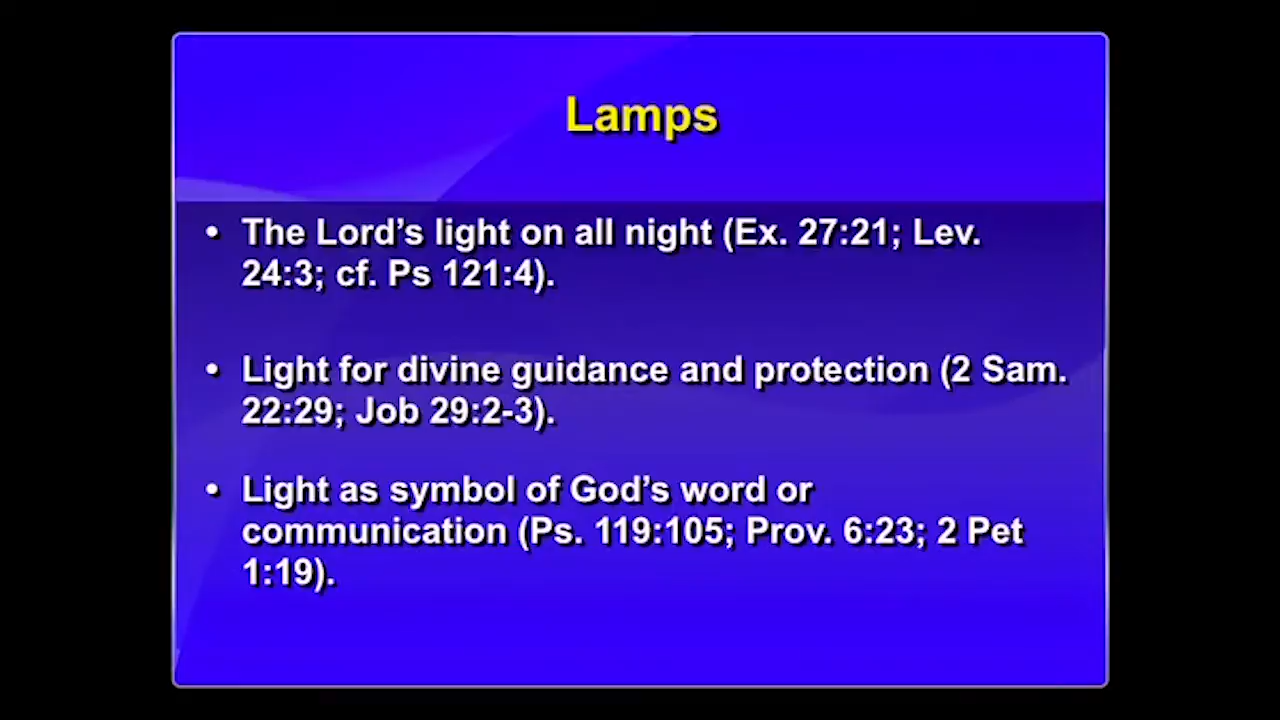 Lamps
• The Lord’s light on all night (Ex. 27:21; Lev.
24:3; cf. Ps 121:4).
• Light for divine guidance and protection (2 Sam.
22:29; Job 29:2-3).
• Light as symbol of God’s word or
communication (Ps. 119:105; Prov. 6:23; 2 Pet
1:19).